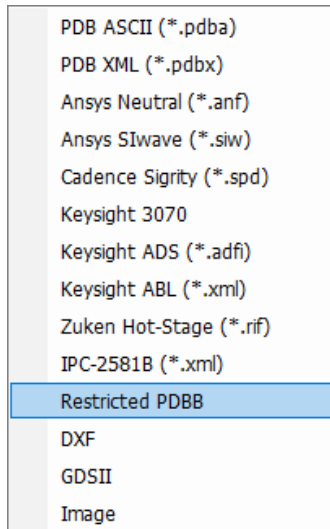 PDB ASCII (*.pdba)
PDB XML (*.pdbx)
Ansys Neutral (*.anf)
Ansys SIwave (*.siw)
Cadence Sigrity (*.spd)
Keysight 3070
Keysight ADS (*.adfi)
Keysight ABL (*.xml)
Zuken Hot-Stage (*.rif)
IPC-2581B (*.xml)
Restricted PDBB
DXF
GDSII
Image